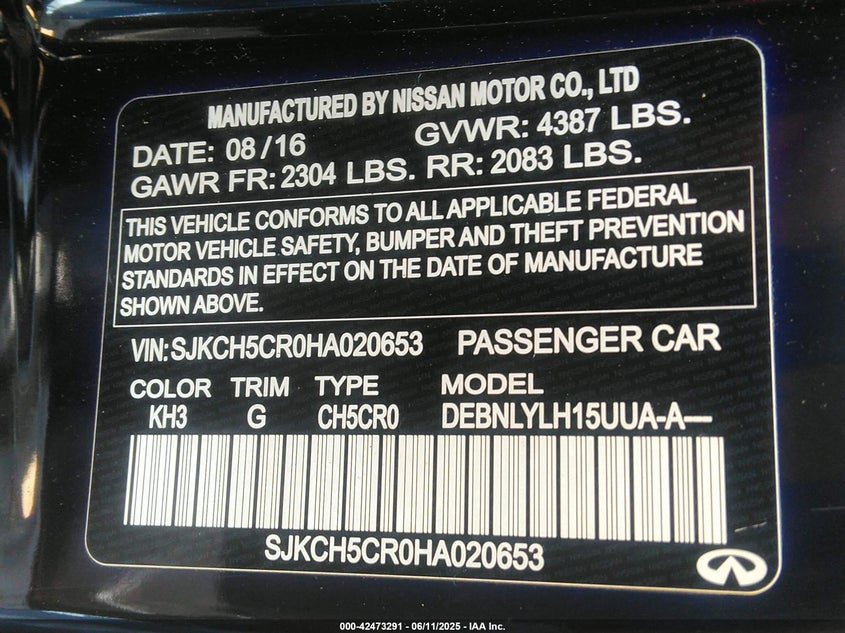 MANUFACTURED BY NISSAN MOTOR CO., LTD
DATE: 08/16 GVWR: 4387 LBS.
GAWR FR: 2304 LBS. RR: 2083 LBS.
THIS VEHICLE CONFORMS TO ALL APPLICABLE FEDERAL
MOTOR VEHICLE SAFETY, BUMPER AND THEFT PREVENTION
STANDARDS IN EFFECT ON THE DATE OF MANUFACTURE
SHOWN ABOVE.
VIN: SJKCH5CR0HA020653 PASSENGER CAR
COLOR TRIM TYPE MODEL
KH3 G CH5CR0 DEBNLYLH15UUA-A----
SJKCH5CR0HA020653
000-42473291 - 06/11/2025 - IAA Inc.